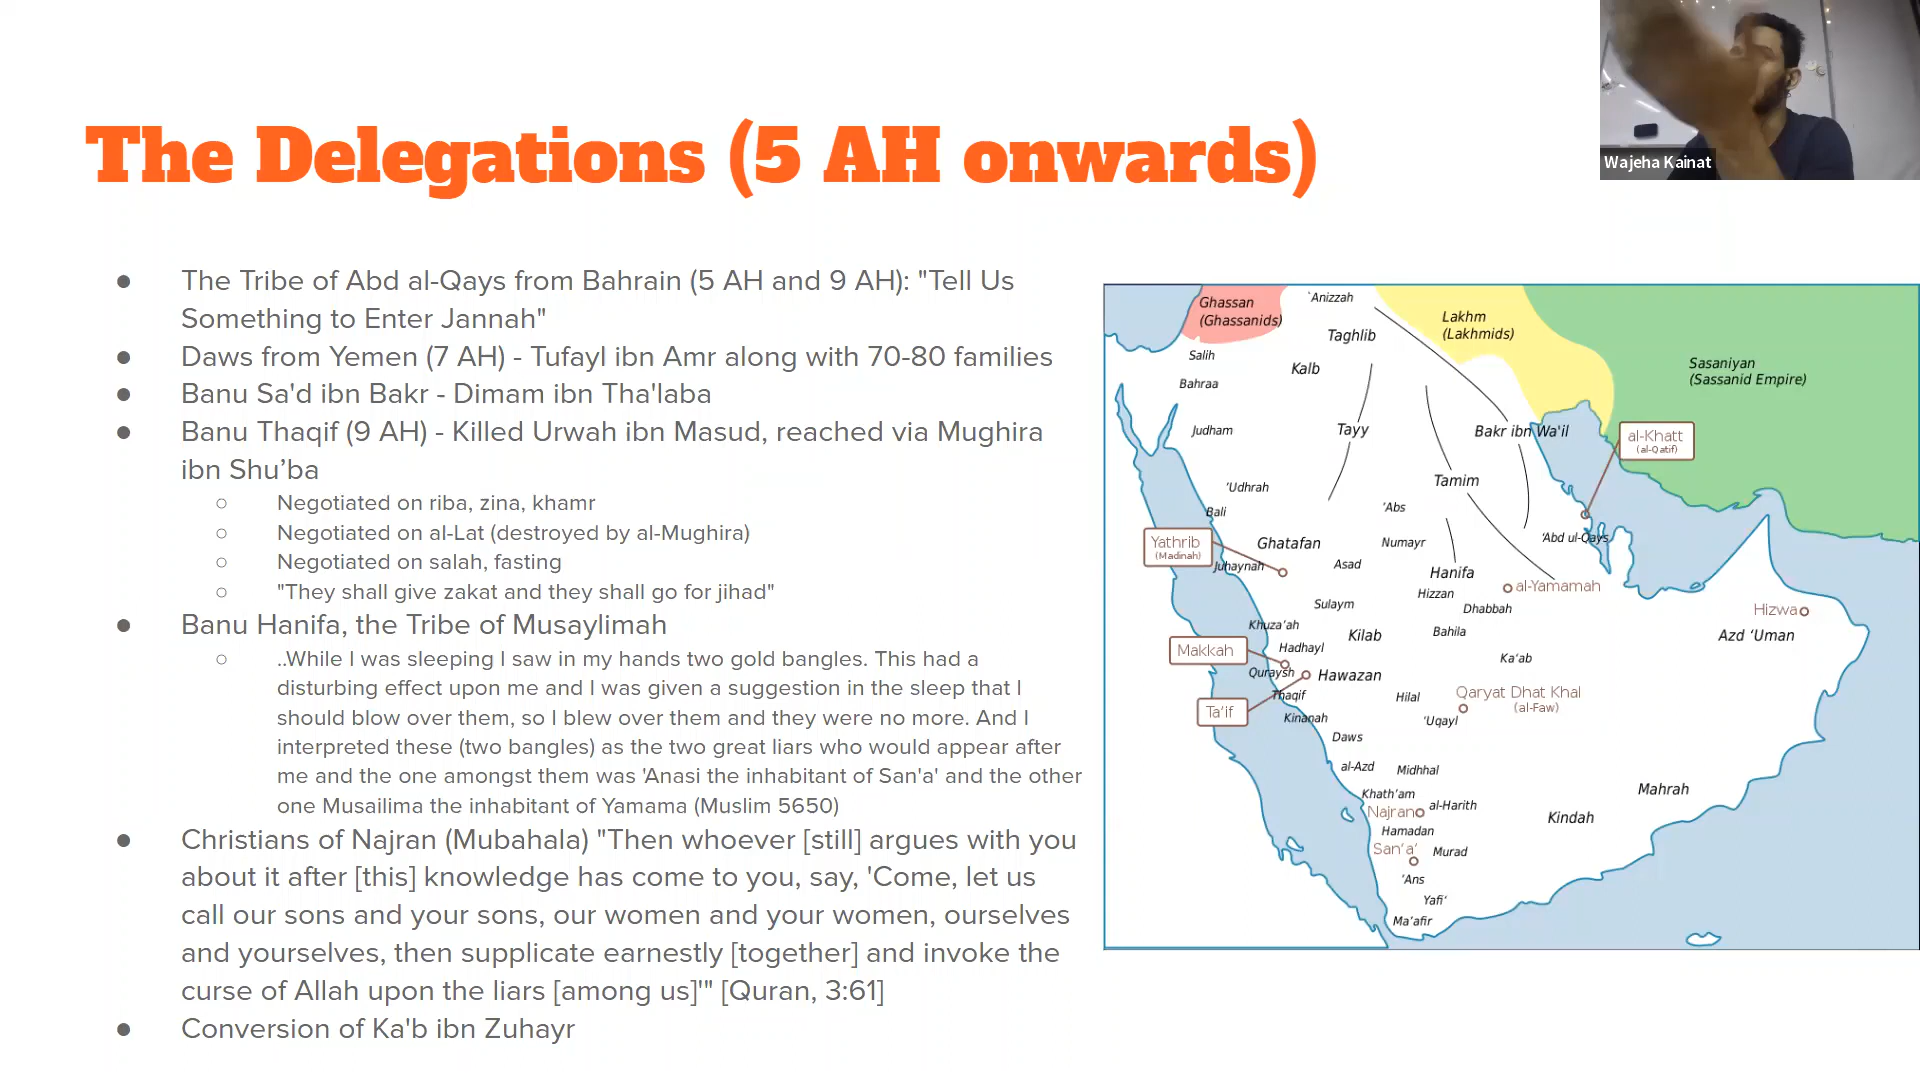 The Delegations (5 AH onwards)
Wajeha Kainat
● The Tribe of Abd al-Qays from Bahrain (5 AH and 9 AH): "Tell Us
Something to Enter Jannah"
● Daws from Yemen (7 AH) - Tufayl ibn Amr along with 70-80 families
● Banu Sa'd ibn Bakr - Dimam ibn Tha'laba
● Banu Thaqif (9 AH) - Killed Urwah ibn Masud, reached via Mughira
ibn Shu’ba
○ Negotiated on riba, zina, khamr
○ Negotiated on al-Lat (destroyed by al-Mughira)
○ Negotiated on salah, fasting
○ "They shall give zakat and they shall go for jihad"
● Banu Hanifa, the Tribe of Musaylimah
○ ..While I was sleeping I saw in my hands two gold bangles. This had a
disturbing effect upon me and I was given a suggestion in the sleep that I
should blow over them, so I blew over them and they were no more. And I
interpreted these (two bangles) as the two great liars who would appear after
me and the one amongst them was 'Anasi the inhabitant of San'a' and the other
one Musailima the inhabitant of Yamama (Muslim 5650)
● Christians of Najran (Mubahala) "Then whoever [still] argues with you
about it after [this] knowledge has come to you, say, 'Come, let us
call our sons and your sons, our women and your women, ourselves
and yourselves, then supplicate earnestly [together] and invoke the
curse of Allah upon the liars [among us]'" [Quran, 3:61]
● Conversion of Ka'b ibn Zuhayr
Ghassan
(Ghassanids)
`Anizzah
Taghlib
Lakhm
(Lakhmids)
Salih
Kalb
Sasaniyan
(Sassanid Empire)
Bahraa
Judham
Tayy
Bakr ibn Wa'il
al-Khatt
(al-Qatif)
Tamim
'Udhrah
Bali
'Abs
Yathrib
(Madinah)
Ghatafan
Numayr
'Abd ul-Qays
Juhaynah
Asad
Hanifa
al-Yamamah
Hizzan
Dhabbah
Sulaym
Hizwa
Khuza’ah
Kilab
Bahila
Azd ‘Uman
Makkah
Hadhayl
Ka‘ab
Quraysh
Hawazan
Thaqif
Hilal
Qaryat Dhat Khal
(al-Faw)
Ta’if
Kinanah
‘Uqayl
Daws
al-Azd
Midhhal
Khath’am
Mahrah
Najran
al-Harith
Kindah
Hamadan
San’a’
Murad
‘Ans
Yafi‘
Ma’afir